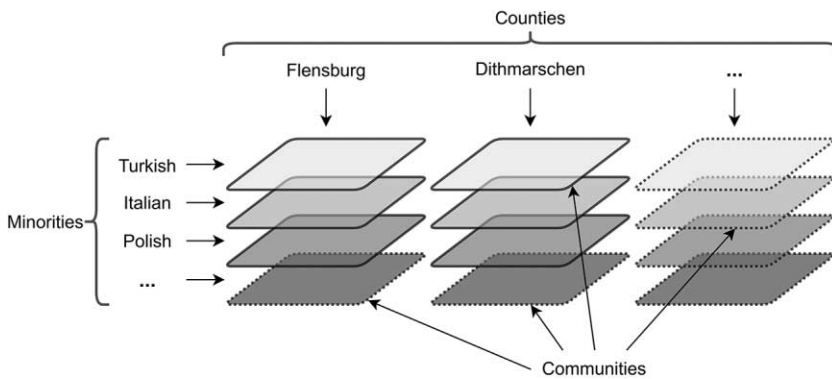 Counties
Flensburg
Dithmarschen
...
Minorities
Turkish
Italian
Polish
...
Communities